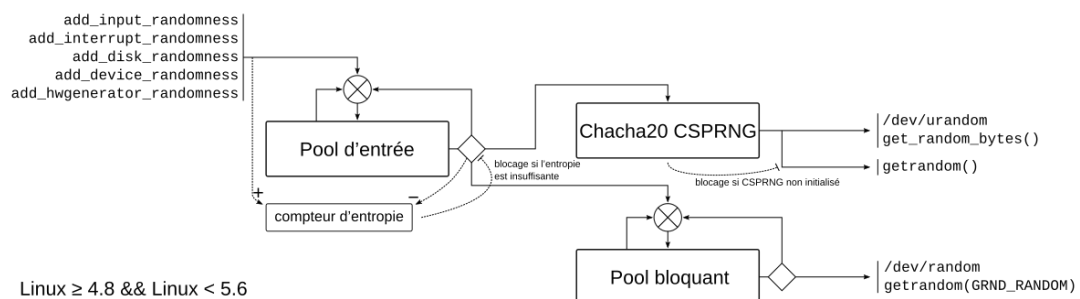 add_input_randomness
add_interrupt_randomness
add_disk_randomness
add_device_randomness
add_hwgenerator_randomness
Pool d’entrée
+
−
compteur d’entropie
blocage si l’entropie
est insuffisante
Chacha20 CSPRNG
blocage si CSPRNG non initialisé
/dev/urandom
get_random_bytes()
getrandom()
Pool bloquant
/dev/random
getrandom(GRND_RANDOM)
Linux ≥ 4.8 && Linux < 5.6